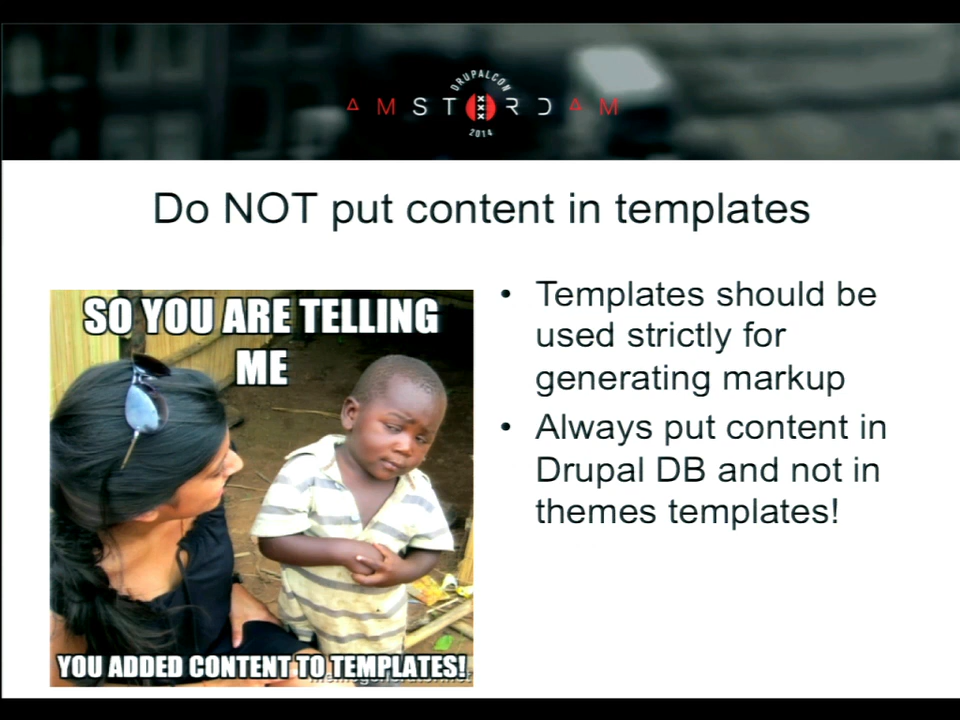 DRUPALCON
AMSTERDAM
2014
Do NOT put content in templates
SO YOU ARE TELLING
ME
YOU ADDED CONTENT TO TEMPLATES!
memegenerator.net
• Templates should be
used strictly for
generating markup
• Always put content in
Drupal DB and not in
themes templates!